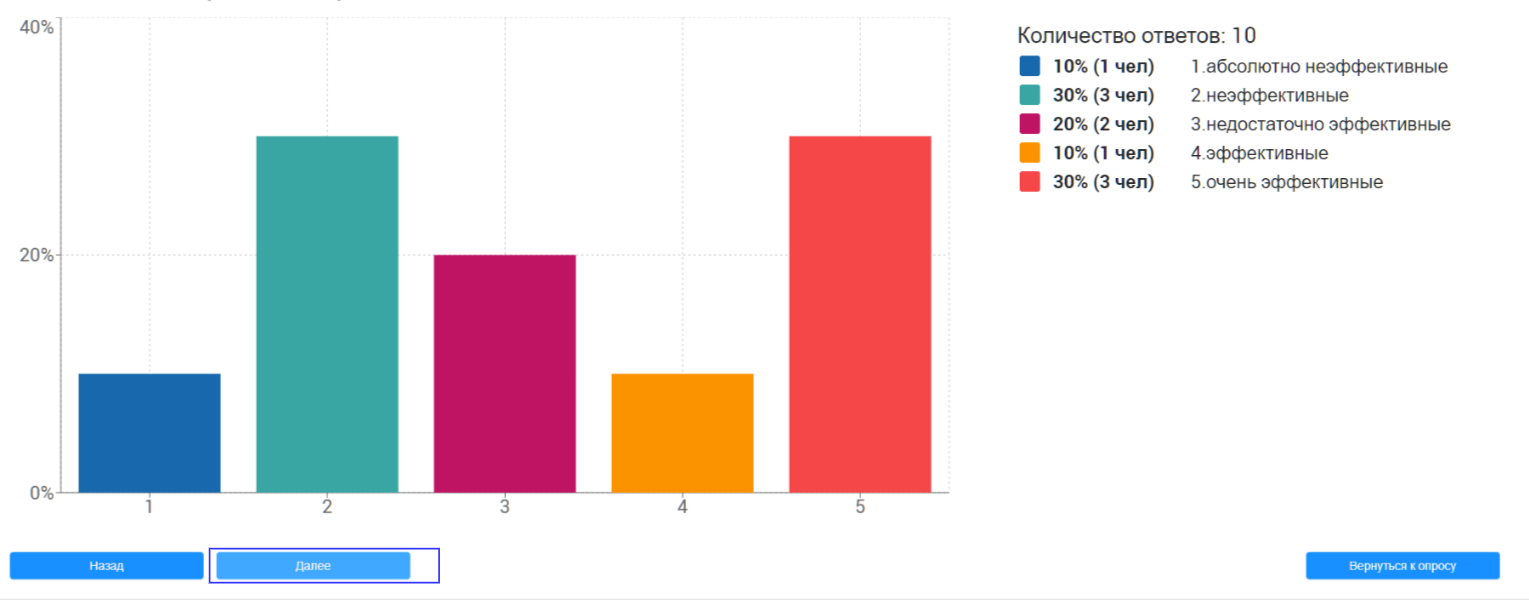 40%
20%
0%
1
2
3
4
5
Количество ответов: 10
10% (1 чел) 1.абсолютно неэффективные
30% (3 чел) 2.неэффективные
20% (2 чел) 3.недостаточно эффективные
10% (1 чел) 4.эффективные
30% (3 чел) 5.очень эффективные
Назад
Далее
Вернуться к опросу